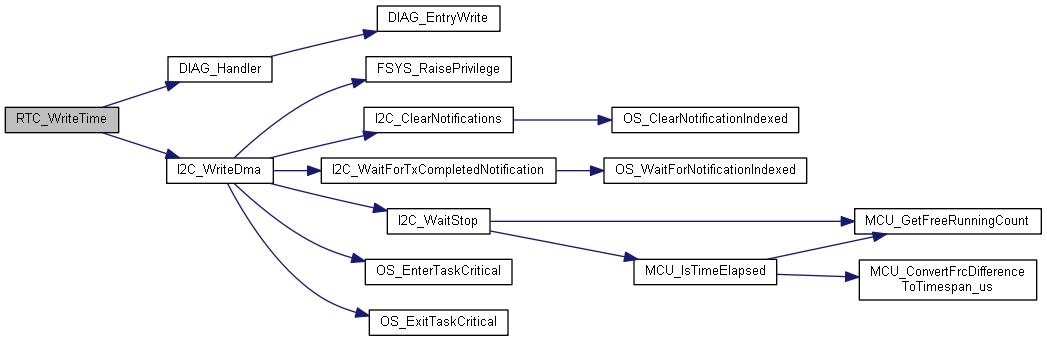 DIAG_EntryWrite
DIAG_Handler
FSYS_RaisePrivilege
RTC_WriteTime
I2C_ClearNotifications
OS_ClearNotificationIndexed
I2C_WriteDma
I2C_WaitForTxCompletedNotification
OS_WaitForNotificationIndexed
I2C_WaitStop
MCU_GetFreeRunningCount
OS_EnterTaskCritical
MCU_IsTimeElapsed
MCU_ConvertFrcDifference
ToTimespan_us
OS_ExitTaskCritical